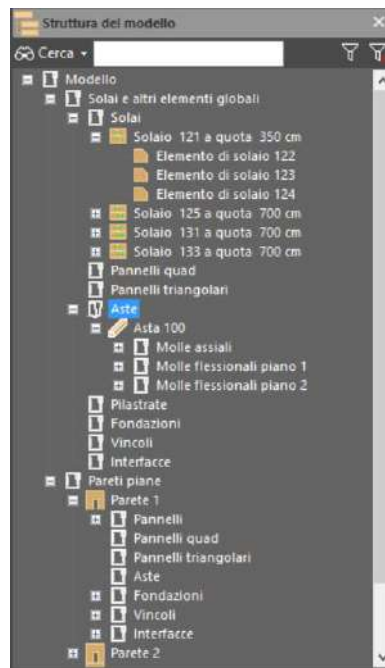 Struttura del modello
Cerca
Modello
Solai e altri elementi globali
Solai
Solaio 121 a quota 350 cm
Elemento di solaio 122
Elemento di solaio 123
Elemento di solaio 124
Solaio 125 a quota 700 cm
Solaio 131 a quota 700 cm
Solaio 133 a quota 700 cm
Pannelli quad
Pannelli triangolari
Aste
Asta 100
Molle assiali
Molle flessionali piano 1
Molle flessionali piano 2
Pilastrate
Fondazioni
Vincoli
Interfacce
Pareti piane
Parete 1
Pannelli
Pannelli quad
Pannelli triangolari
Aste
Fondazioni
Vincoli
Interfacce
Parete 2